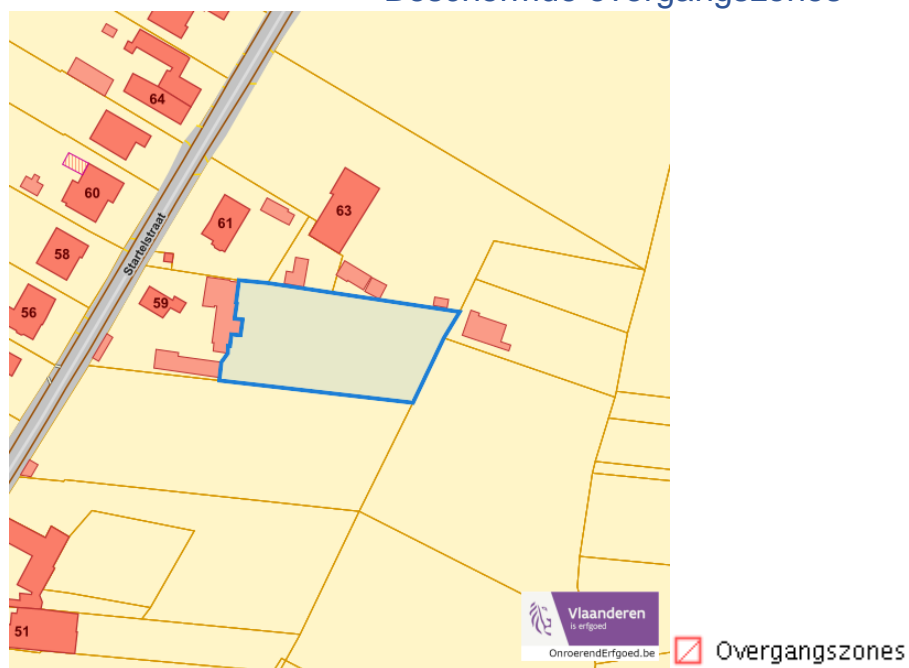 64
60
61
63
Startelstraat
58
59
56
51
Vlaanderen
is erfgoed
OnroerendErfgoed.be
Overgangszones